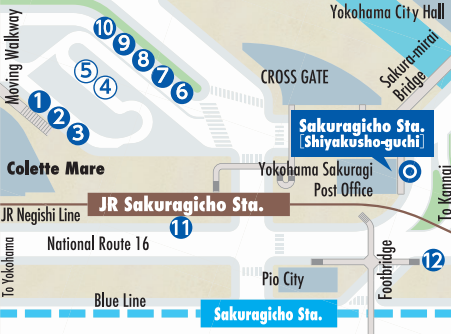 Yokohama City Hall
Moving Walkway
10
9
8
7
6
5
4
1
2
3
CROSS GATE
Sakura-mirai
Bridge
Sakuragicho Sta.
[Shiyakusho-guchi]
Colette Mare
Yokohama Sakuragi
Post Office
To Kannai
JR Negishi Line
JR Sakuragicho Sta.
11
National Route 16
To Yokohama
Footbridge
12
Pio City
Blue Line
Sakuragicho Sta.